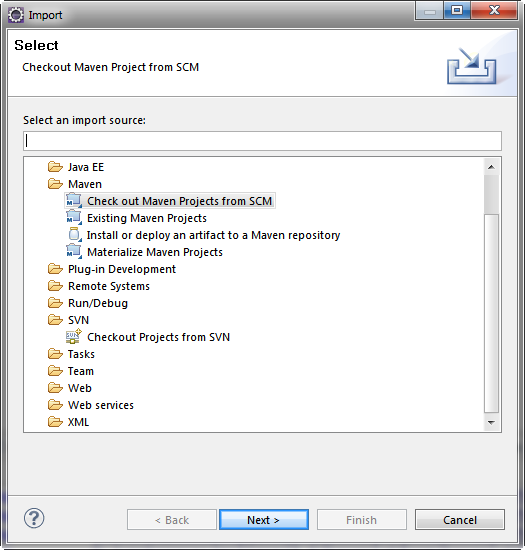 Import
Select
Checkout Maven Project from SCM
Select an import source:
Java EE
Maven
Check out Maven Projects from SCM
Existing Maven Projects
Install or deploy an artifact to a Maven repository
Materialize Maven Projects
Plug-in Development
Remote Systems
Run/Debug
SVN
Checkout Projects from SVN
Tasks
Team
Web
Web services
XML
? < Back Next > Finish Cancel